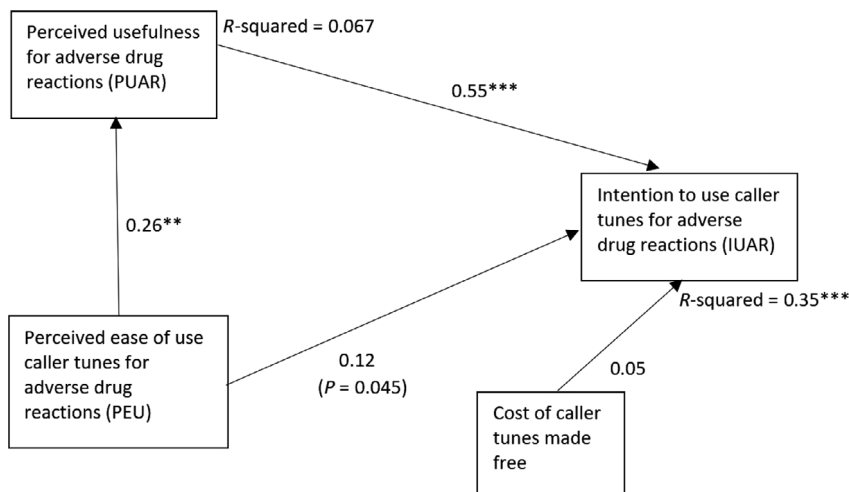 Perceived usefulness
for adverse drug
reactions (PUAR)
R-squared = 0.067
0.55***
Intention to use caller
tunes for adverse
drug reactions (IUAR)
0.26**
R-squared = 0.35***
Perceived ease of use
caller tunes for
adverse drug
reactions (PEU)
0.12
(P = 0.045)
0.05
Cost of caller
tunes made
free